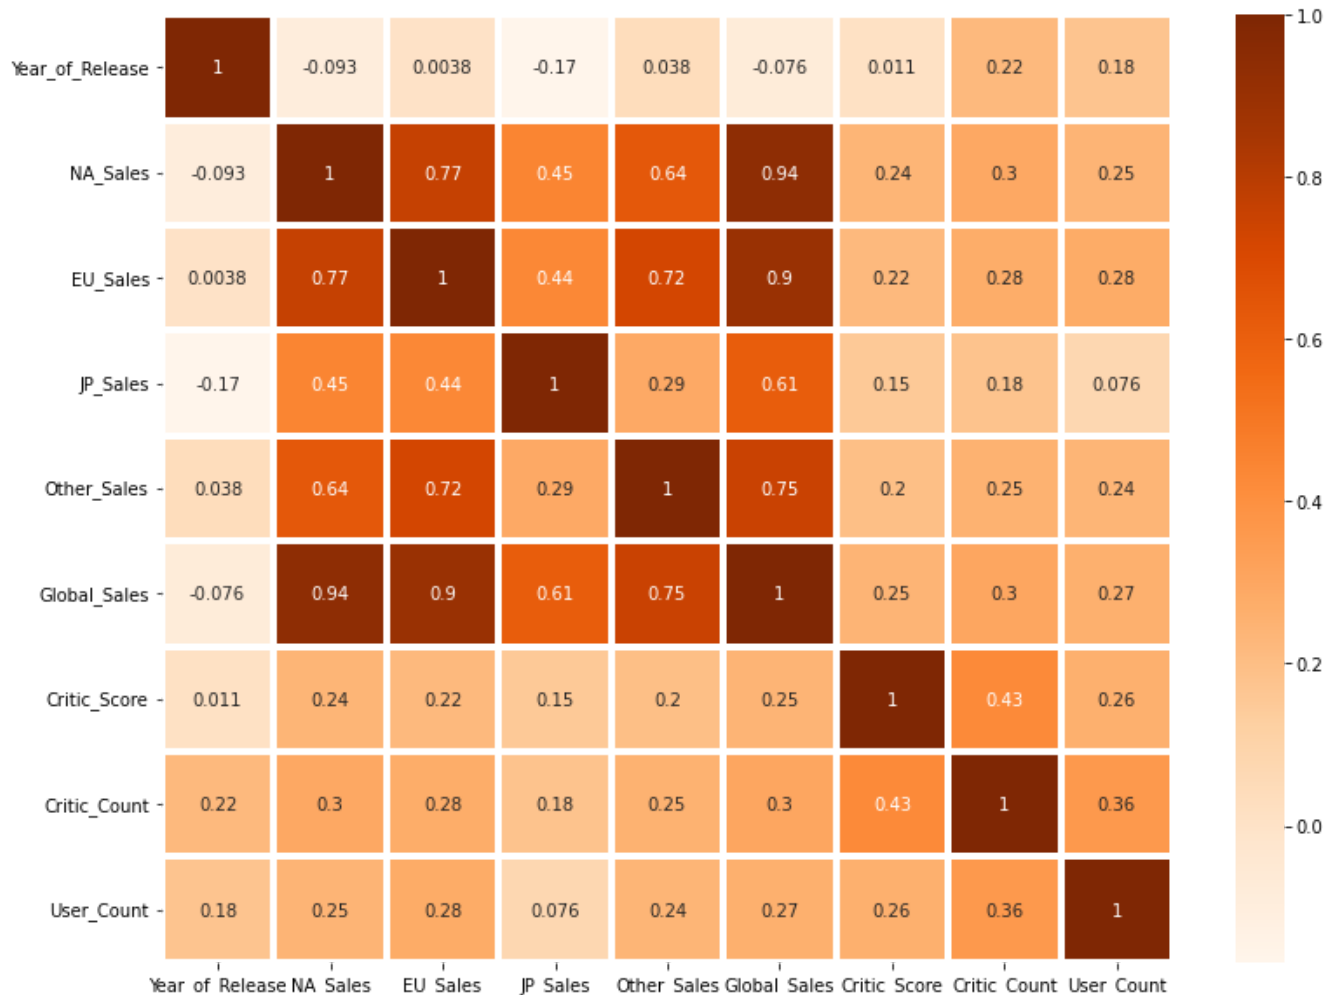 1.0
Year_of_Release 1 -0.093 0.0038 -0.17 0.038 -0.076 0.011 0.22 0.18
NA_Sales -0.093 1 0.77 0.45 0.64 0.94 0.24 0.3 0.25
0.8
EU_Sales 0.0038 0.77 1 0.44 0.72 0.9 0.22 0.28 0.28
0.6
JP_Sales -0.17 0.45 0.44 1 0.29 0.61 0.15 0.18 0.076
Other_Sales 0.038 0.64 0.72 0.29 1 0.75 0.2 0.25 0.24
0.4
Global_Sales -0.076 0.94 0.9 0.61 0.75 1 0.25 0.3 0.27
0.2
Critic_Score 0.011 0.24 0.22 0.15 0.2 0.25 1 0.43 0.26
Critic_Count 0.22 0.3 0.28 0.18 0.25 0.3 0.43 1 0.36
0.0
User_Count 0.18 0.25 0.28 0.076 0.24 0.27 0.26 0.36 1
Year_of_Release NA_Sales EU_Sales JP_Sales Other_Sales Global_Sales Critic_Score Critic_Count User_Count